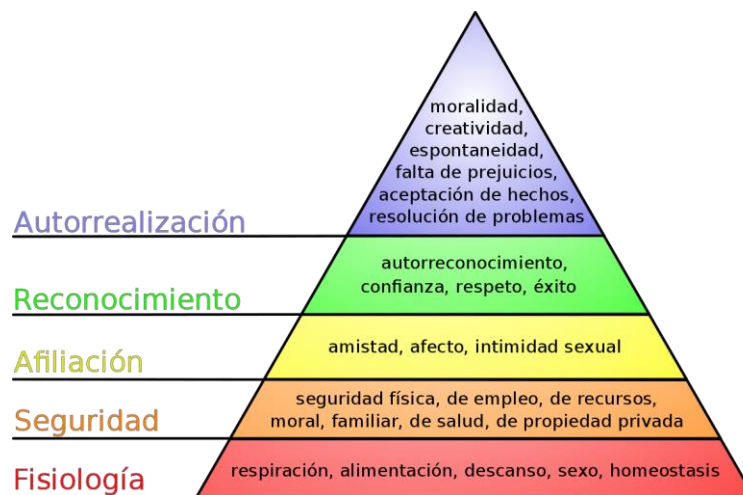 moralidad,
creatividad,
espontaneidad,
falta de prejuicios,
aceptación de hechos,
resolución de problemas
Autorrealización
autorreconocimiento,
confianza, respeto, éxito
Reconocimiento
amistad, afecto, intimidad sexual
Afiliación
seguridad física, de empleo, de recursos,
moral, familiar, de salud, de propiedad privada
Seguridad
respiración, alimentación, descanso, sexo, homeostasis
Fisiología